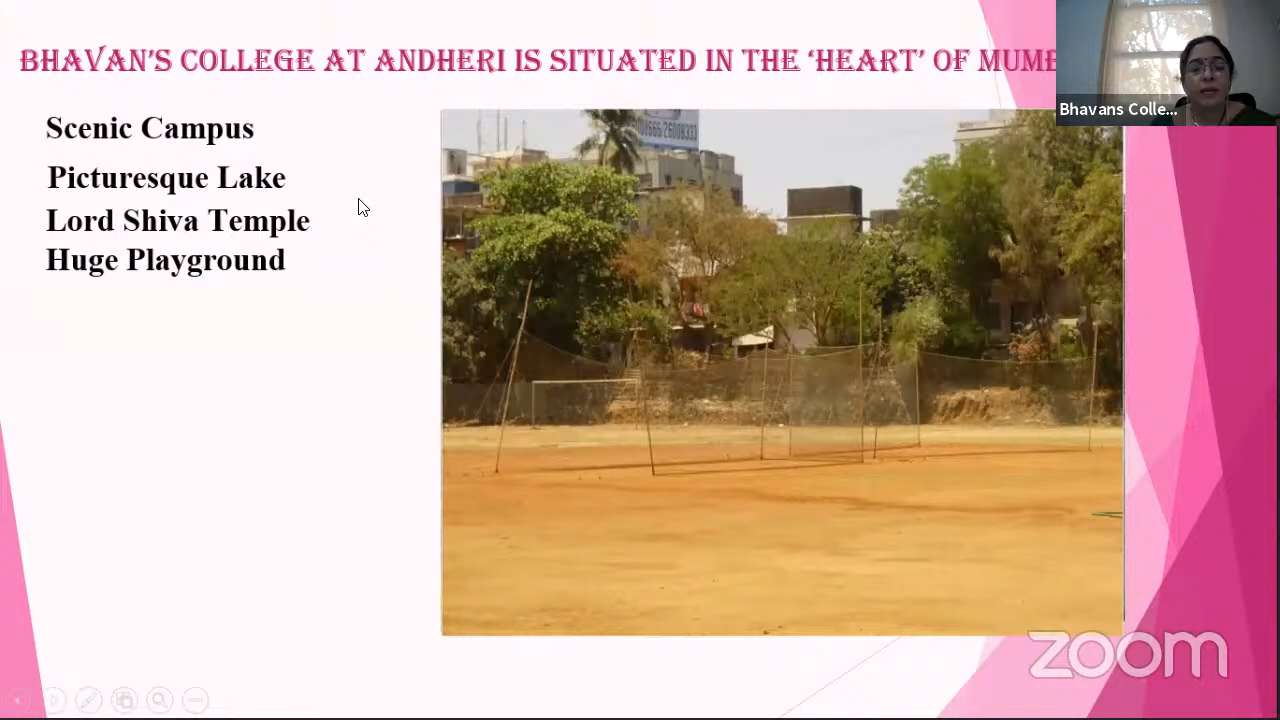 BHAVAN'S COLLEGE AT ANDHERI IS SITUATED IN THE ‘HEART’ OF
Bhavans Colle...
Scenic Campus
Picturesque Lake
Lord Shiva Temple
Huge Playground
zoom